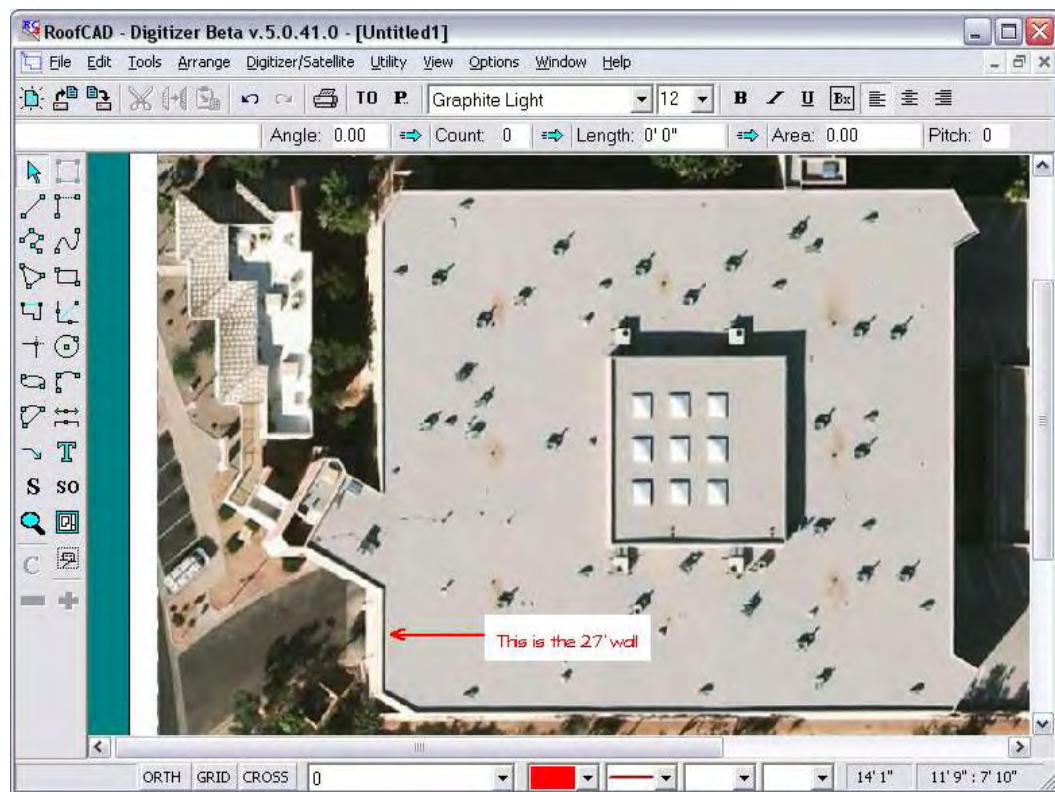 RoofCAD - Digitizer Beta v.5.0.41.0 - [Untitled1]
File Edit Tools Arrange Digitizer/Satellite Utility View Options Window Help
TO P. Graphite Light 12 B I U Bx
Angle: 0.00 Count: 0 Length: 0' 0" Area: 0.00 Pitch: 0
T
S SO
C
This is the 27' wall
ORTH GRID CROSS 0 14' 1" 11' 9" : 7' 10"